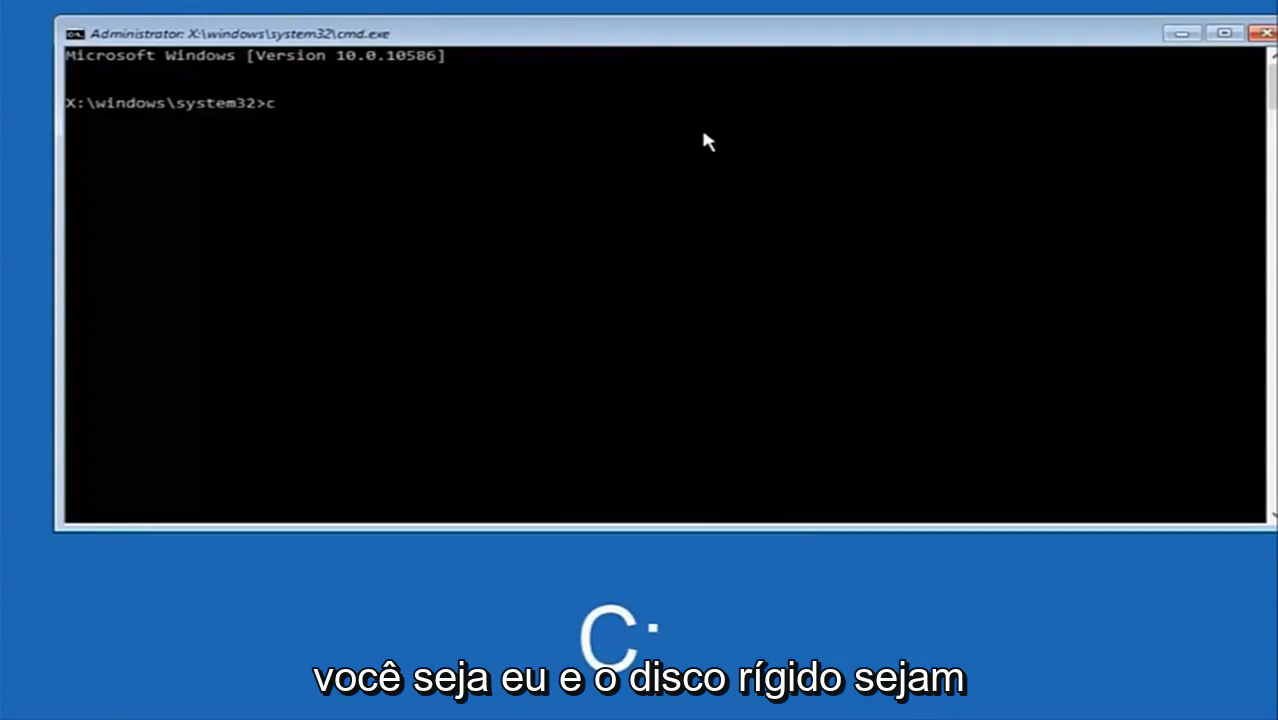 Administrator: X:\windows\system32\cmd.exe
Microsoft Windows [Version 10.0.10586]
X:\windows\system32>c
C:
você seja eu e o disco rígido sejam